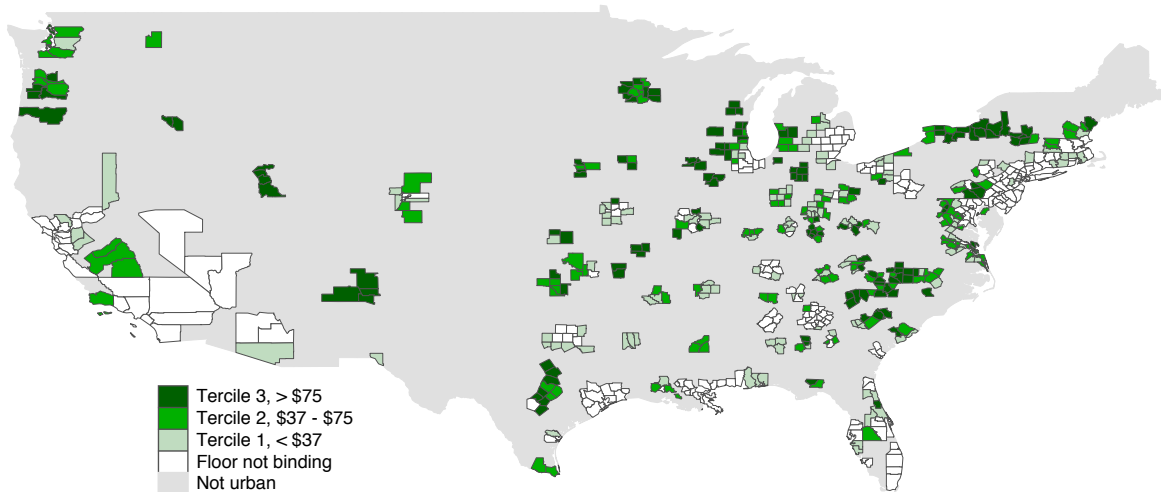 Tercile 3, > $75
Tercile 2, $37 - $75
Tercile 1, < $37
Floor not binding
Not urban